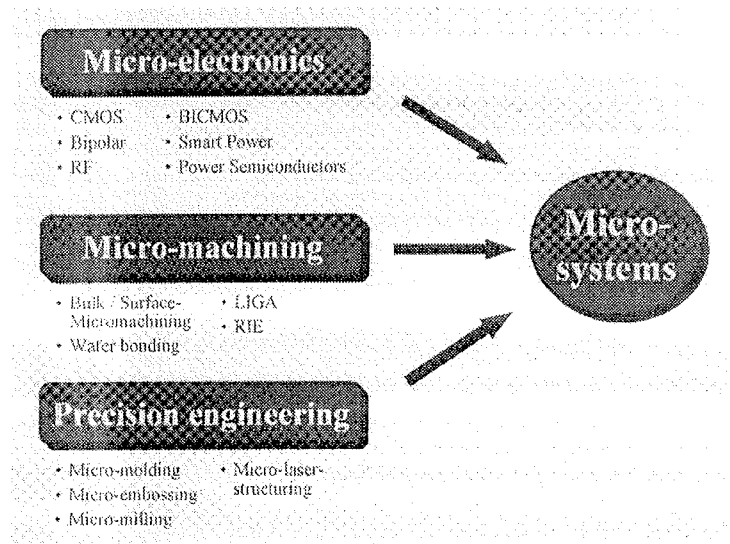 Micro-electronics
• CMOS
• Bipolar
• RF
• BICMOS
• Smart Power
• Power Semiconductors
Micro-machining
• Bulk / Surface-
Micromachining
• Wafer bonding
• LIGA
• RIE
Precision engineering
• Micro-molding
• Micro-embossing
• Micro-milling
• Micro-laser-
structuring
Micro-
systems